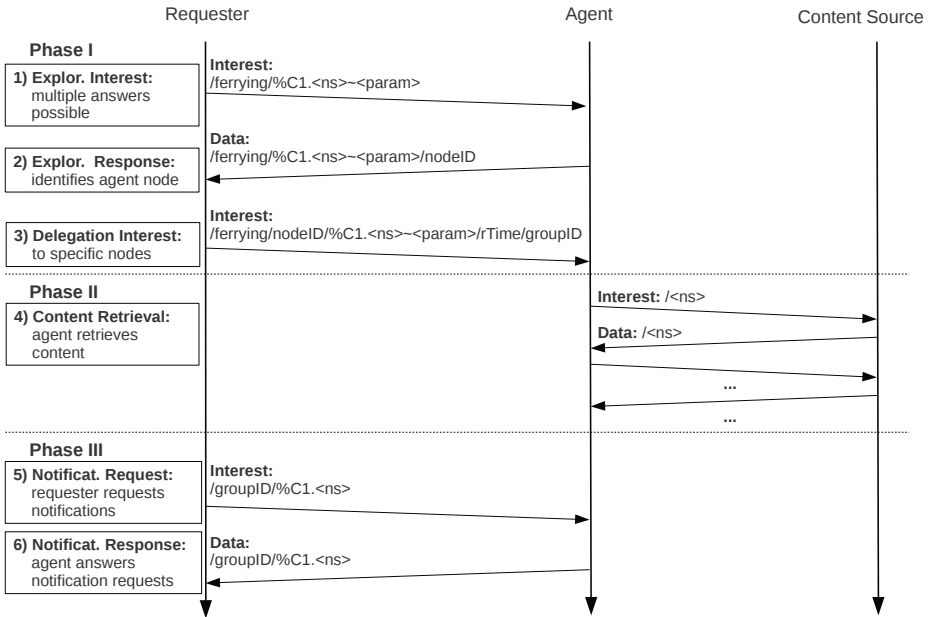 Requester
Agent
Content Source
Phase I
1) Explor. Interest:
multiple answers
possible
Interest:
/ferrying/%C1.<ns>~<param>
2) Explor. Response:
identifies agent node
Data:
/ferrying/%C1.<ns>~<param>/nodeID
3) Delegation Interest:
to specific nodes
Interest:
/ferrying/nodeID/%C1.<ns>~<param>/rTime/groupID
Phase II
4) Content Retrieval:
agent retrieves
content
Interest: /<ns>
Data: /<ns>
...
...
Phase III
5) Notificat. Request:
requester requests
notifications
Interest:
/groupID/%C1.<ns>
6) Notificat. Response:
agent answers
notification requests
Data:
/groupID/%C1.<ns>